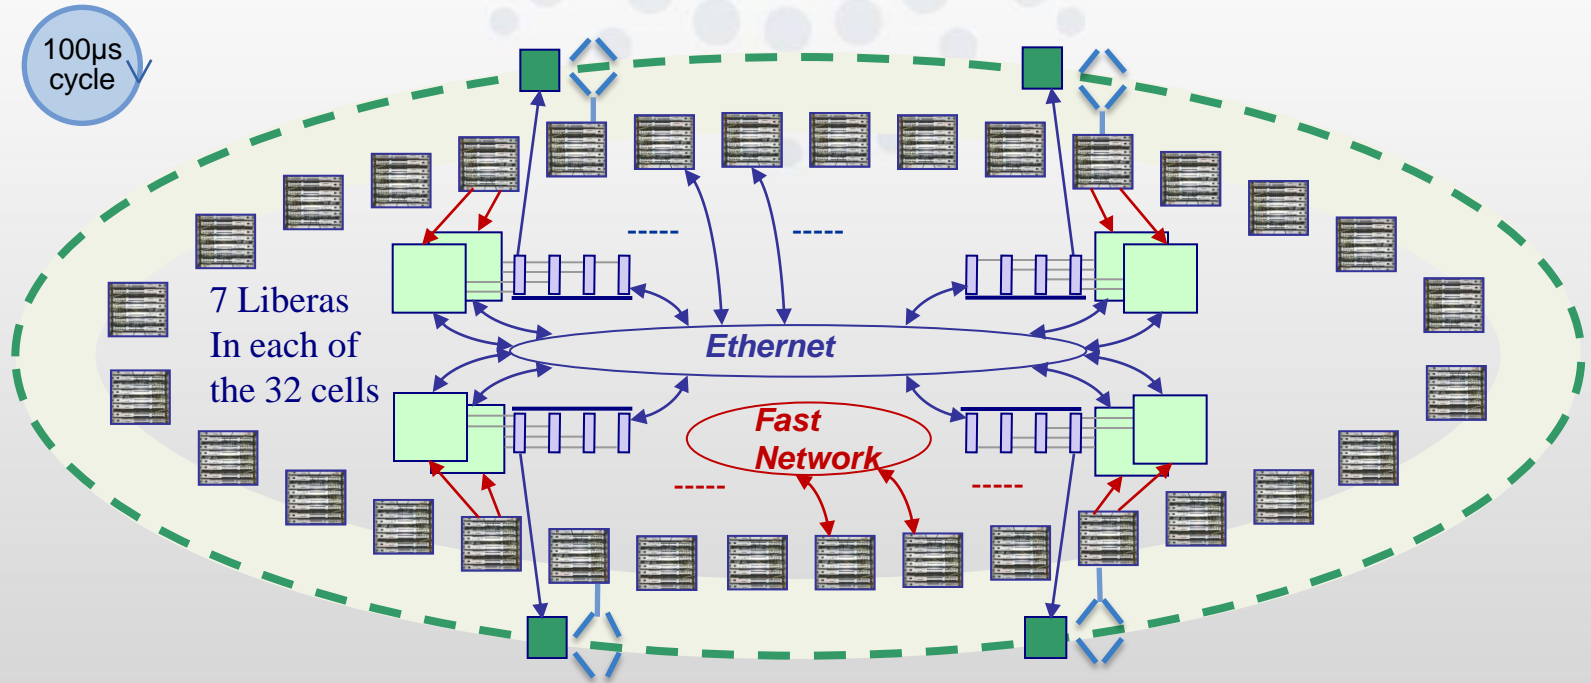 100µs
cycle
-----
-----
7 Liberas
In each of
the 32 cells
Ethernet
Fast
Network
-----
-----